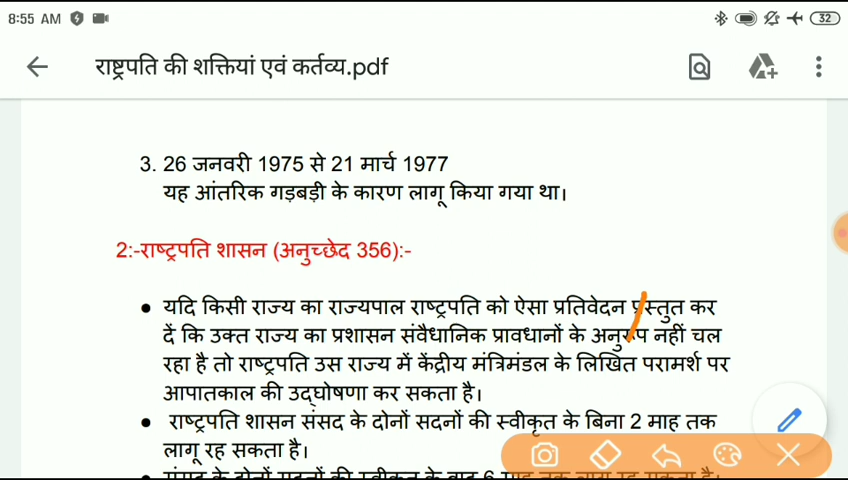 8:55 AM
32
राष्ट्रपति की शक्तियां एवं कर्तव्य.pdf
3. 26 जनवरी 1975 से 21 मार्च 1977
यह आंतरिक गड़बड़ी के कारण लागू किया गया था।
2:-राष्ट्रपति शासन (अनुच्छेद 356):-
● यदि किसी राज्य का राज्यपाल राष्ट्रपति को ऐसा प्रतिवेदन प्रस्तुत कर
दें कि उक्त राज्य का प्रशासन संवैधानिक प्रावधानों के अनुरूप नहीं चल
रहा है तो राष्ट्रपति उस राज्य में केंद्रीय मंत्रिमंडल के लिखित परामर्श पर
आपातकाल की उद्घोषणा कर सकता है।
● राष्ट्रपति शासन संसद के दोनों सदनों की स्वीकृत के बिना 2 माह तक
लागू रह सकता है।
● संसद के दोनों सदनों की स्वीकृत के बाद 6